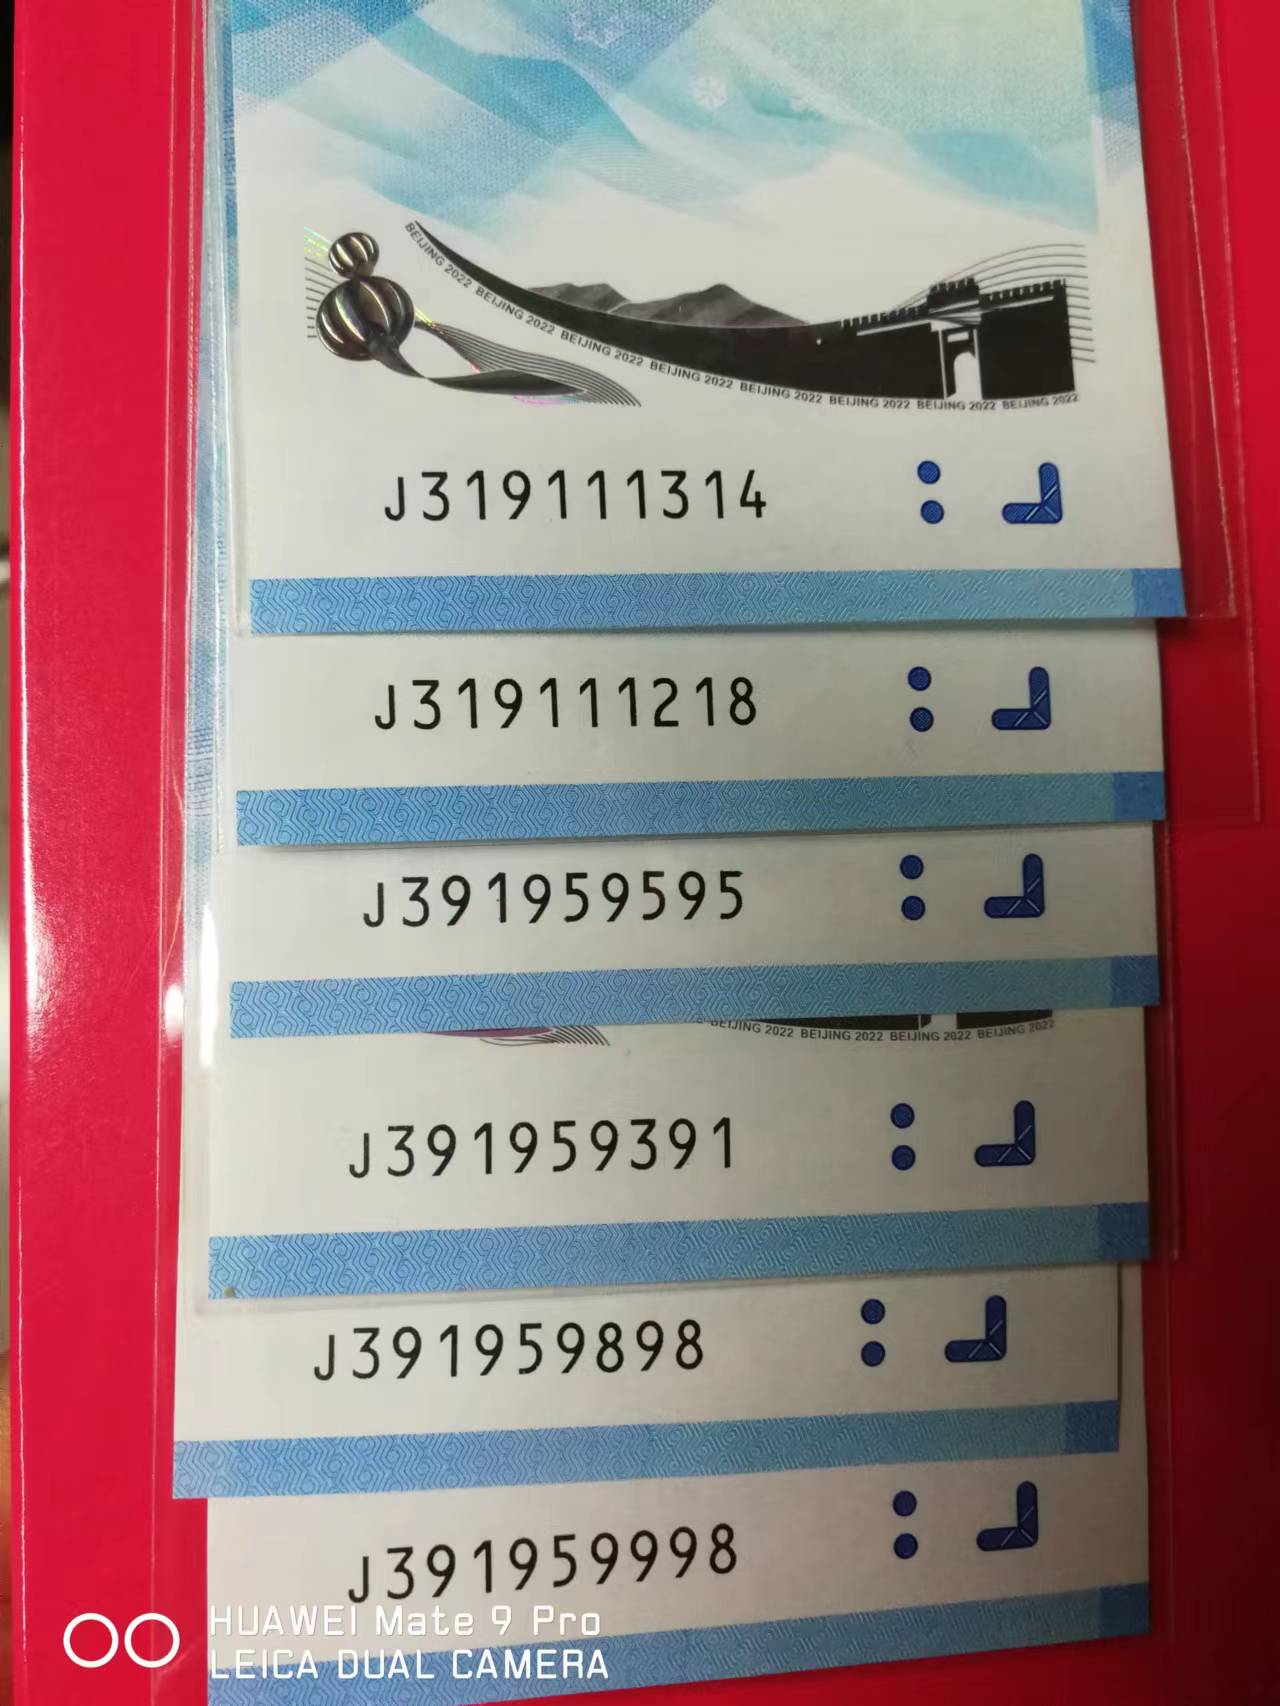 BEIJING 2022 BEIJING 2022 BEIJING 2022 BEIJING 2022 BEIJING 2022 BEIJING 2022 BEIJING 2022 BEIJING 2022
J319111314
J319111218
J391959595
BEIJING 2022 BEIJING 2022 BEIJING 2022 BEIJING 2022
J391959391
J391959898
J391959998
HUAWEI Mate 9 Pro
LEICA DUAL CAMERA